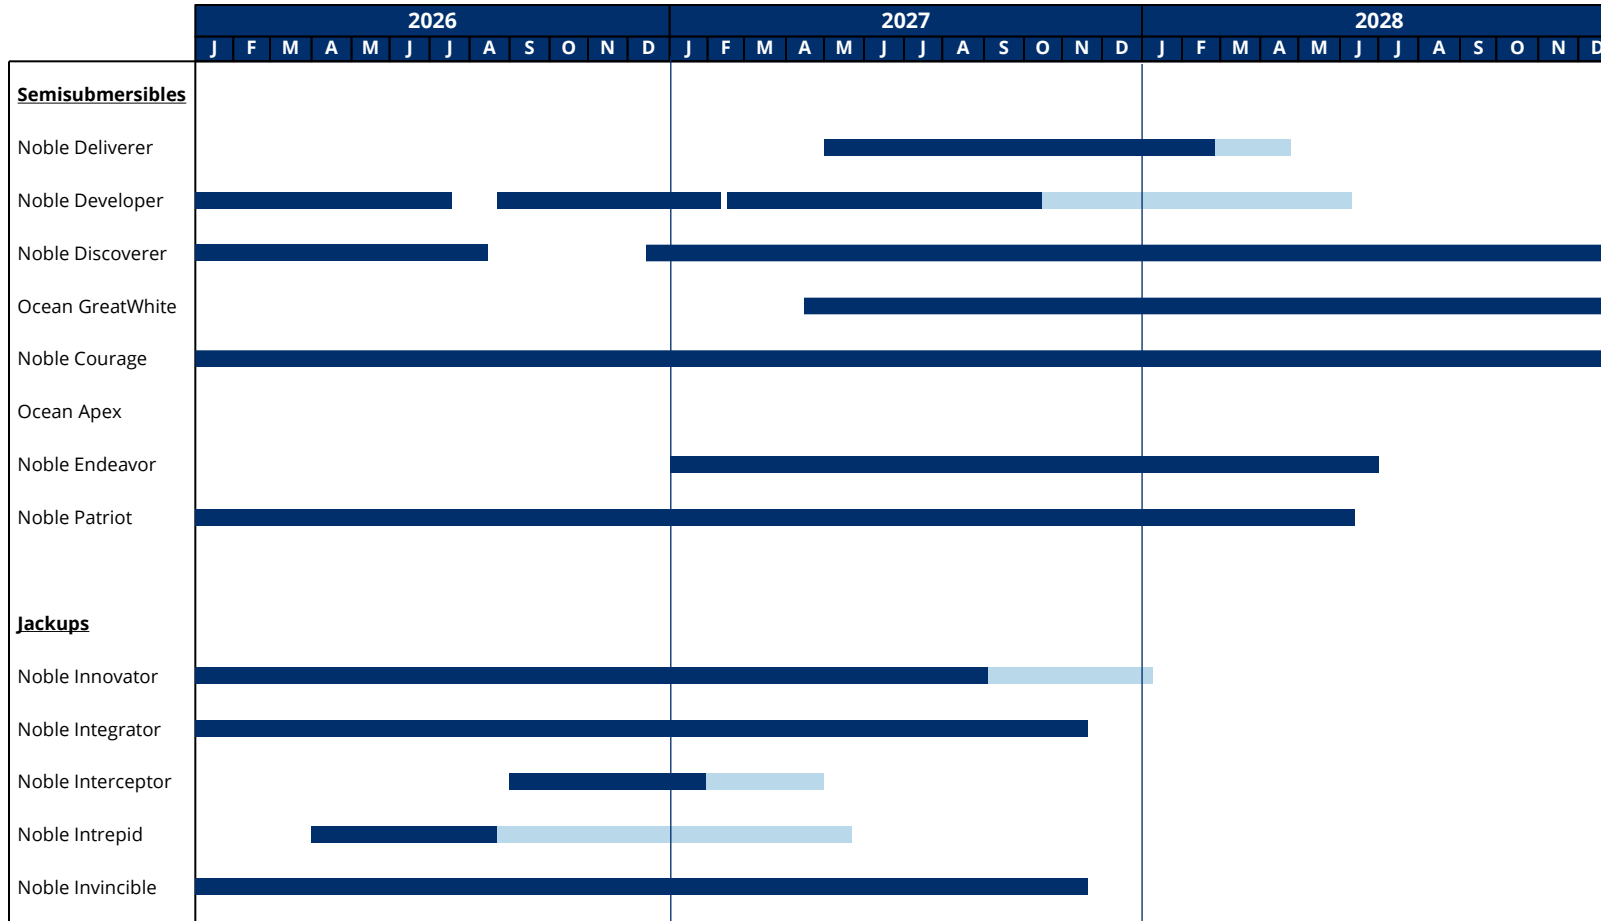 2026 2027 2028
J F M A M J J A S O N D J F M A M J J A S O N D J F M A M J J A S O N D
Semisubmersibles
Noble Deliverer
Noble Developer
Noble Discoverer
Ocean GreatWhite
Noble Courage
Ocean Apex
Noble Endeavor
Noble Patriot
Jackups
Noble Innovator
Noble Integrator
Noble Interceptor
Noble Intrepid
Noble Invincible